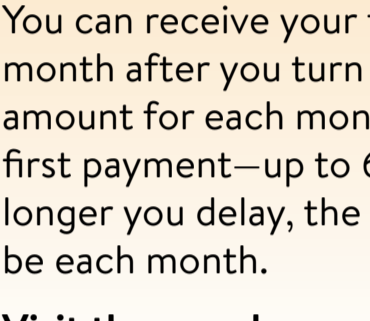 You can receive your
month after you turn
amount for each mon
first payment—up to 6
longer you delay, the
be each month.